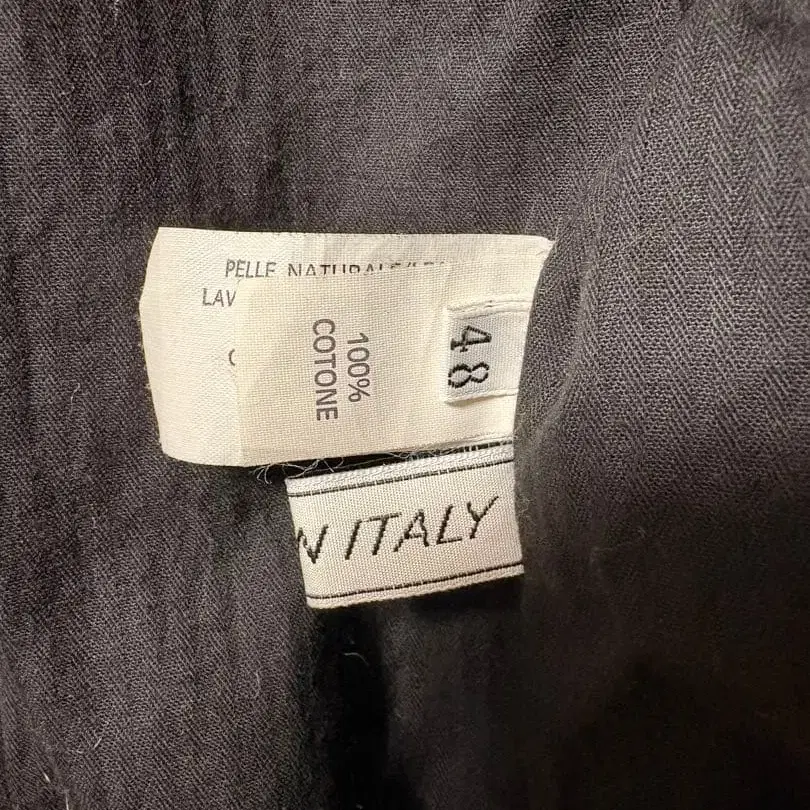 PELLE NATURALE
LAV
100%
COTONE
48
N ITALY